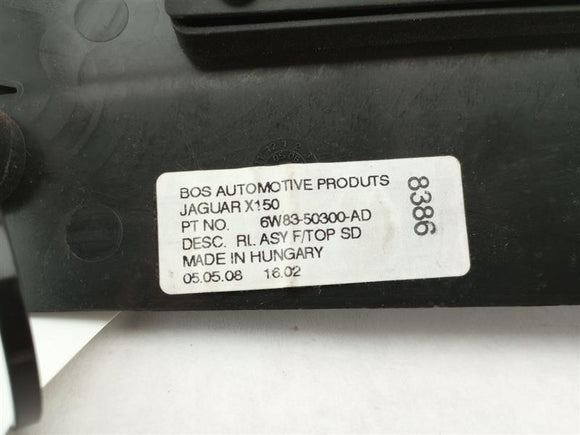 BOS AUTOMOTIVE PRODUTS
JAGUAR X150
PT NO. 6W83-50300-AD
DESC. RI. ASY F/TOP SD
MADE IN HUNGARY
05.05.08 16.02
8386